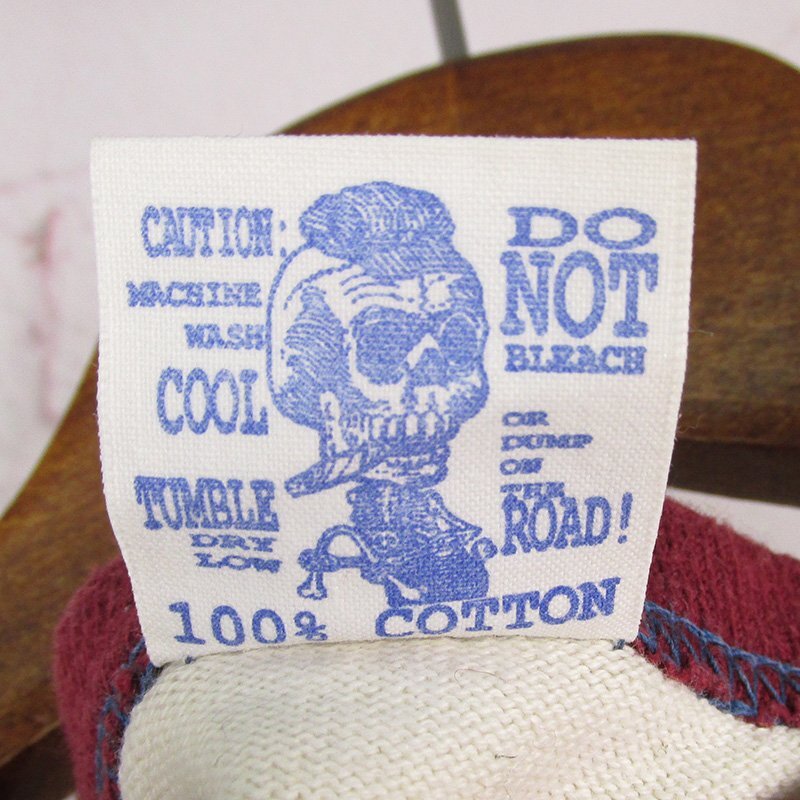 CAUTION:
MACHINE
WASH
COOL
TUMBLE
DRY
LOW
DO
NOT
BLEACH
OR
DUMP
ON
THE
ROAD!
100% COTTON